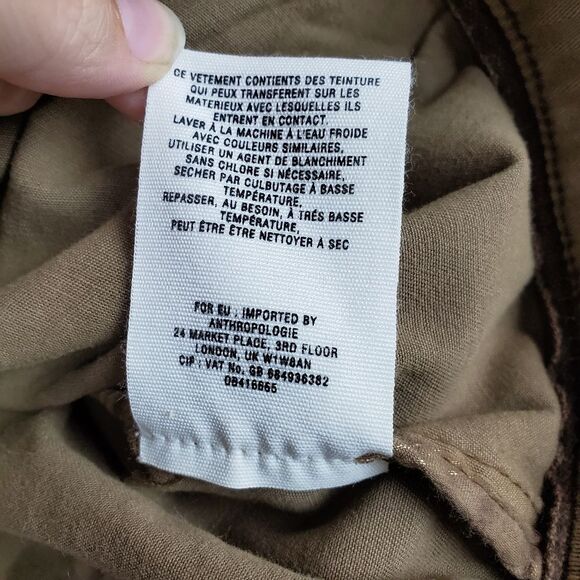 CE VETEMENT CONTIENTS DES TEINTURE
QUI PEUX TRANSFERENT SUR LES
MATERIEUX AVEC LESQUELLES ILS
ENTRENT EN CONTACT.
LAVER À LA MACHINE À L'EAU FROIDE
AVEC COULEURS SIMILAIRES,
UTILISER UN AGENT DE BLANCHIMENT
SANS CHLORE SI NÉCESSAIRE,
SECHER PAR CULBUTAGE À BASSE
TEMPÉRATURE,
REPASSER, AU BESOIN, À TRÉS BASSE
TEMPÉRATURE,
PEUT ÊTRE ÊTRE NETTOYER À SEC
FOR EU . IMPORTED BY
ANTHROPOLOGIE
24 MARKET PLACE, 3RD FLOOR
LONDON, UK W1W8AN
CIF : VAT No. GB 684936382
OB416665